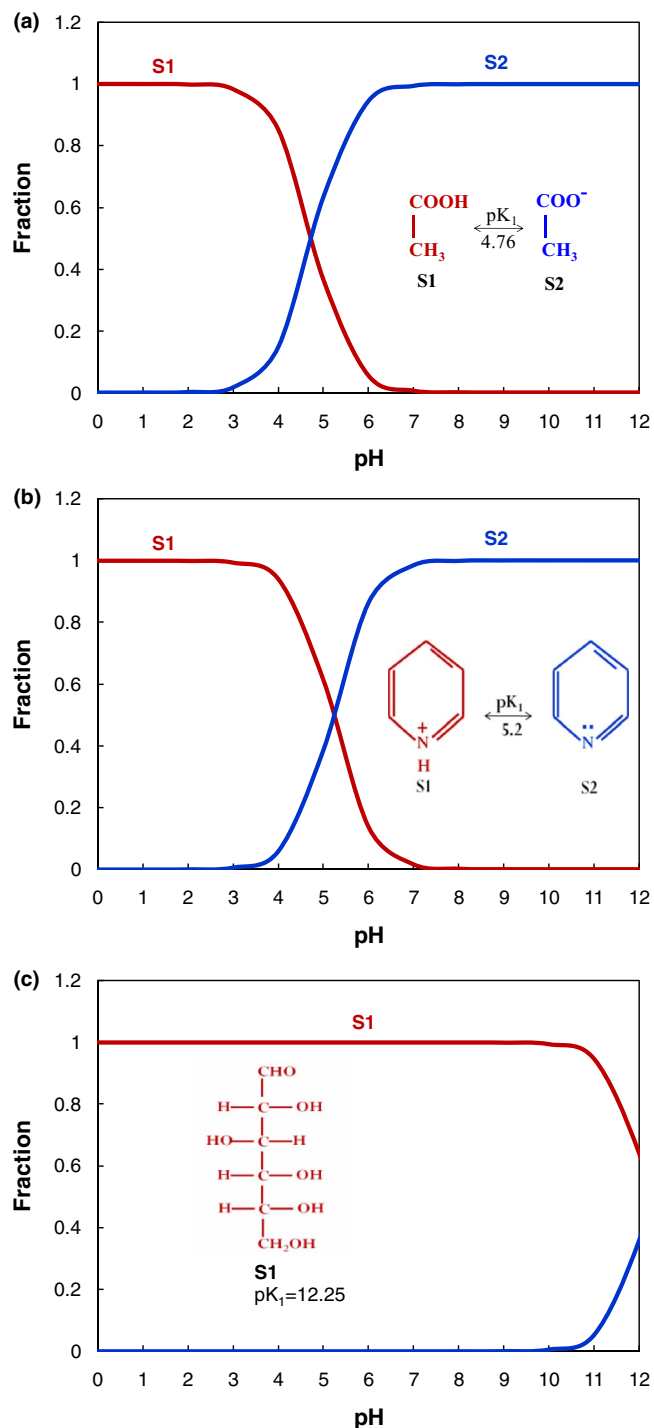 (a)
1.2
S1
S2
1
0.8
0.6
0.4
0.2
0
Fraction
COOH
pK₁
COO⁻
4.76
CH₃
CH₃
S1
S2
0 1 2 3 4 5 6 7 8 9 10 11 12
pH
(b)
1.2
S1
S2
1
0.8
0.6
0.4
0.2
0
Fraction
pK₁
5.2
+
N
H
S1
N
S2
0 1 2 3 4 5 6 7 8 9 10 11 12
pH
(c)
1.2
S1
1
0.8
0.6
0.4
0.2
0
Fraction
CHO
H—C—OH
HO—C—H
H—C—OH
H—C—OH
CH₂OH
S1
pK₁=12.25
0 1 2 3 4 5 6 7 8 9 10 11 12
pH